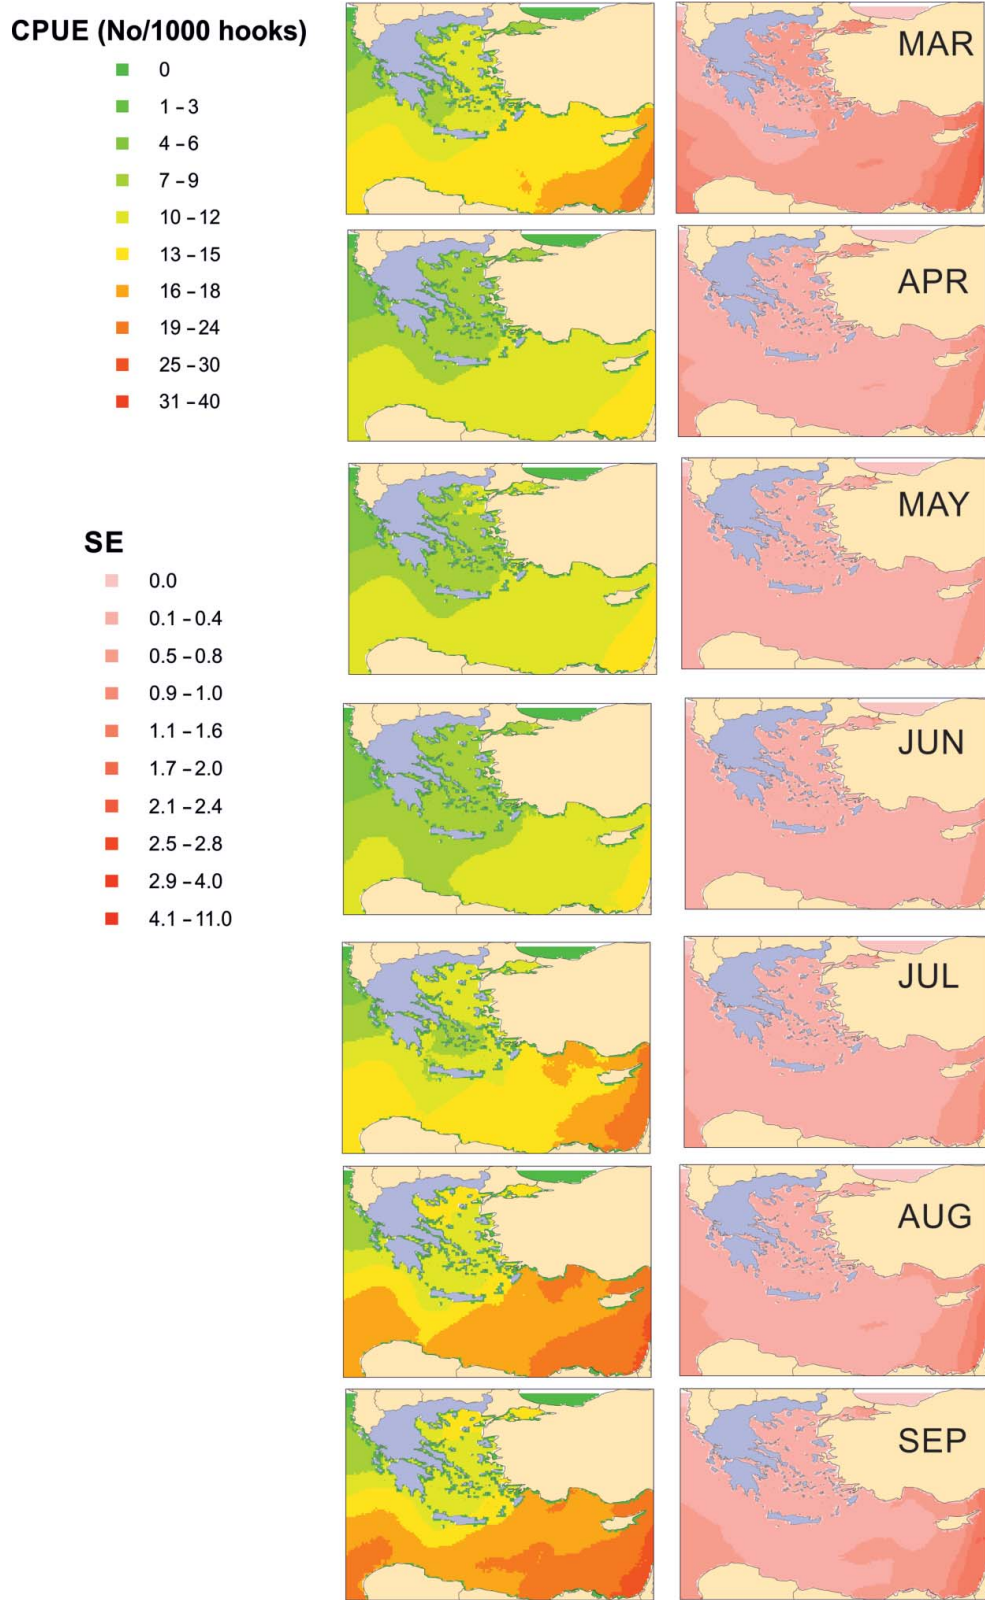 CPUE (No/1000 hooks)
0
1 – 3
4 – 6
7 – 9
10 – 12
13 – 15
16 – 18
19 – 24
25 – 30
31 – 40
SE
0.0
0.1 – 0.4
0.5 – 0.8
0.9 – 1.0
1.1 – 1.6
1.7 – 2.0
2.1 – 2.4
2.5 – 2.8
2.9 – 4.0
4.1 – 11.0
MAR
APR
MAY
JUN
JUL
AUG
SEP